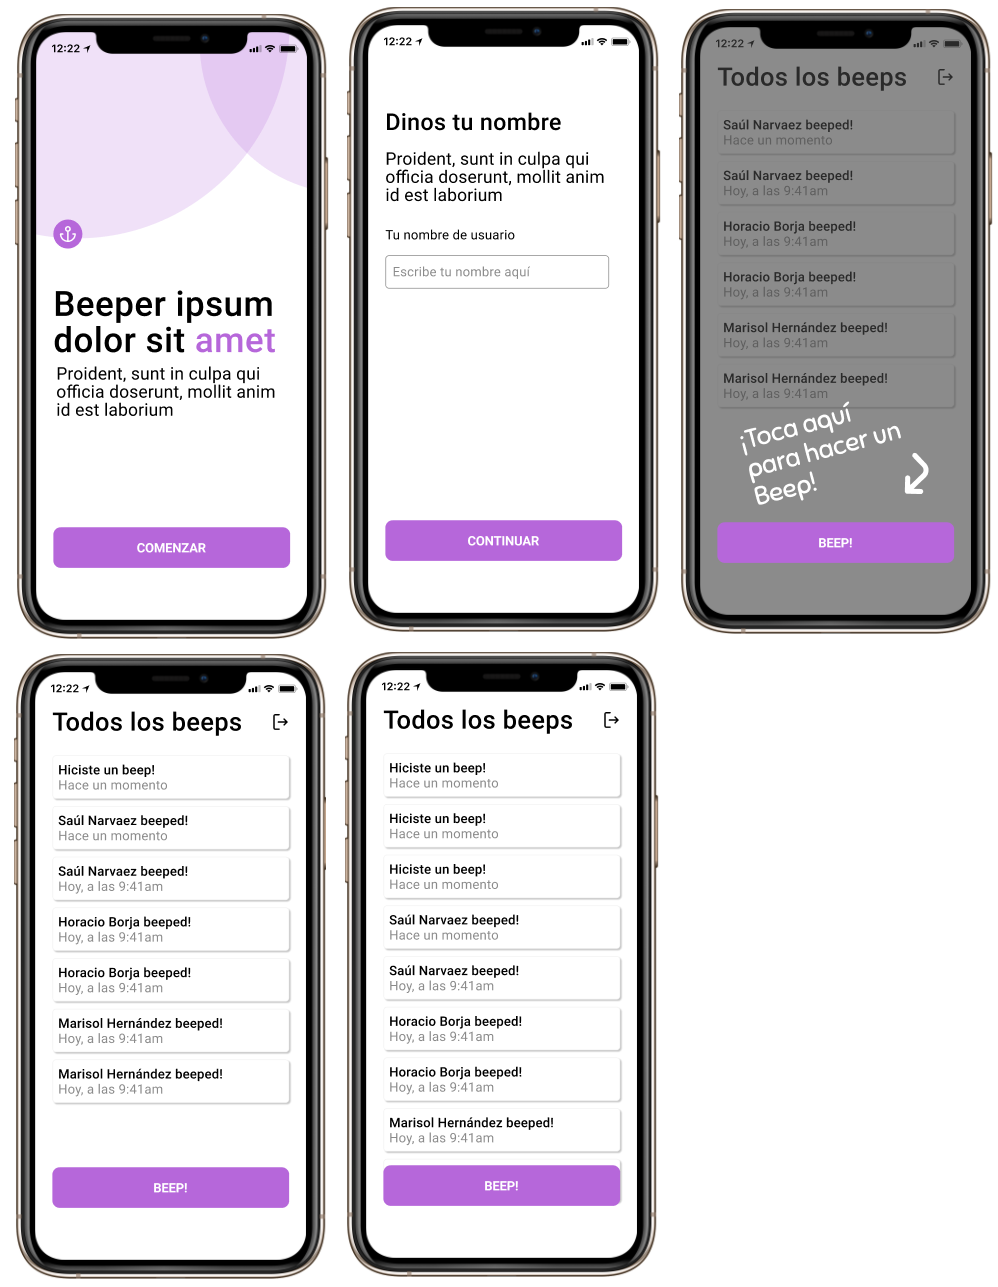 12:22
Beeper ipsum
dolor sit amet
Proident, sunt in culpa qui
officia doserunt, mollit anim
id est laborium
COMENZAR
12:22
Dinos tu nombre
Proident, sunt in culpa qui
officia doserunt, mollit anim
id est laborium
Tu nombre de usuario
Escribe tu nombre aquí
CONTINUAR
12:22
Todos los beeps
Saúl Narvaez beeped!
Hace un momento
Saúl Narvaez beeped!
Hoy, a las 9:41am
Horacio Borja beeped!
Hoy, a las 9:41am
Horacio Borja beeped!
Hoy, a las 9:41am
Marisol Hernández beeped!
Hoy, a las 9:41am
Marisol Hernández beeped!
Hoy, a las 9:41am
¡Toca aquí
para hacer un
Beep!
BEEP!
12:22
Todos los beeps
Hiciste un beep!
Hace un momento
Saúl Narvaez beeped!
Hace un momento
Saúl Narvaez beeped!
Hoy, a las 9:41am
Horacio Borja beeped!
Hoy, a las 9:41am
Horacio Borja beeped!
Hoy, a las 9:41am
Marisol Hernández beeped!
Hoy, a las 9:41am
Marisol Hernández beeped!
Hoy, a las 9:41am
BEEP!
12:22
Todos los beeps
Hiciste un beep!
Hace un momento
Hiciste un beep!
Hace un momento
Hiciste un beep!
Hace un momento
Saúl Narvaez beeped!
Hace un momento
Saúl Narvaez beeped!
Hoy, a las 9:41am
Horacio Borja beeped!
Hoy, a las 9:41am
Horacio Borja beeped!
Hoy, a las 9:41am
Marisol Hernández beeped!
Hoy, a las 9:41am
BEEP!